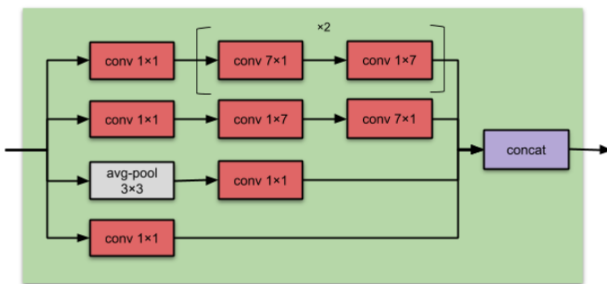 ×2
conv 1×1
conv 7×1
conv 1×7
conv 1×1
conv 1×7
conv 7×1
concat
avg-pool
3×3
conv 1×1
conv 1×1